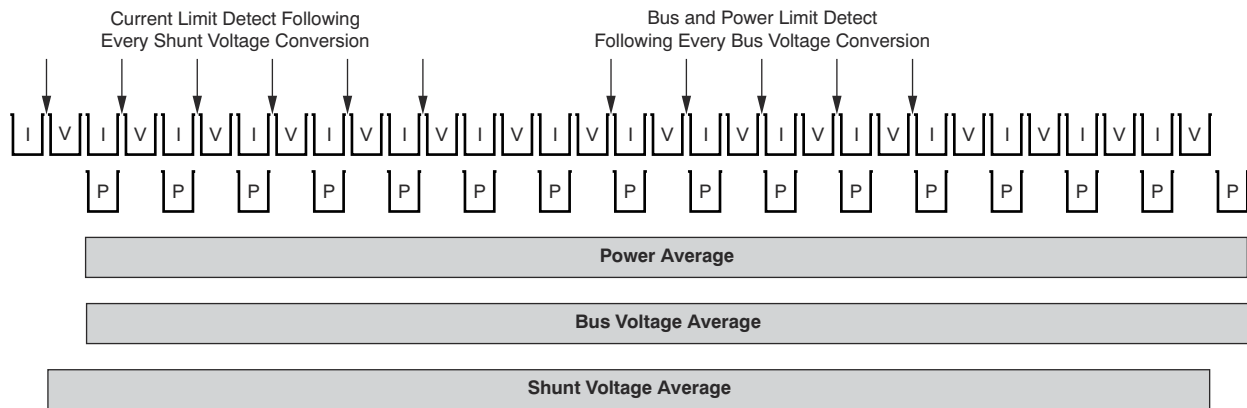 Current Limit Detect Following
Every Shunt Voltage Conversion
Bus and Power Limit Detect
Following Every Bus Voltage Conversion
I V I V I V I V I V I V I V I V I V I V I V I V I V I V I V I V
P P P P P P P P P P P P P P P P
Power Average
Bus Voltage Average
Shunt Voltage Average